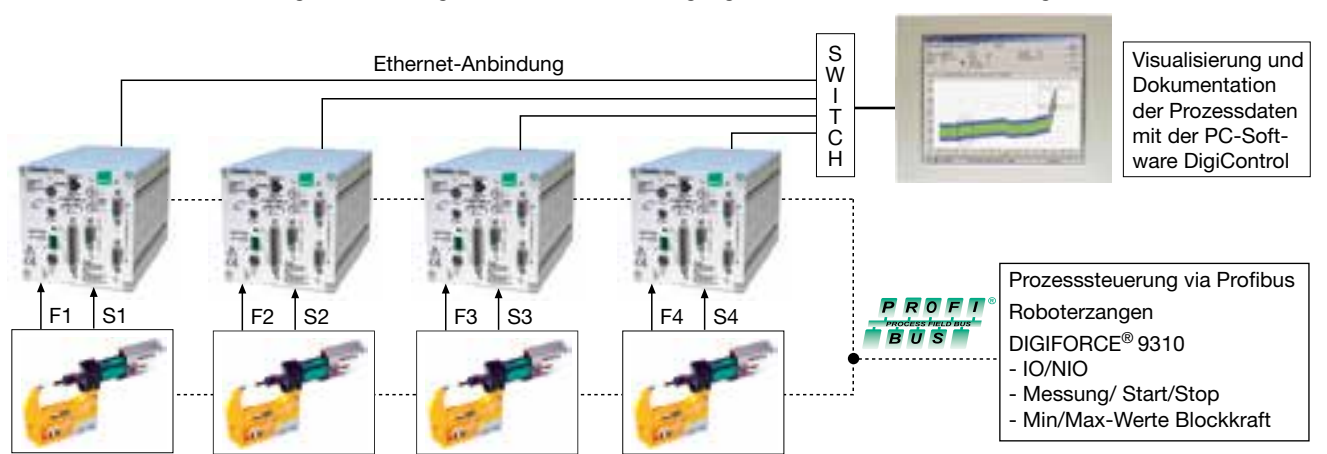 Ethernet-Anbindung
S
W
I
T
C
H
Visualisierung und
Dokumentation
der Prozessdaten
mit der PC-Soft-
ware DigiControl
F1 S1
F2 S2
F3 S3
F4 S4
PROFI®
PROCESS FIELD BUS
BUS
Prozesssteuerung via Profibus
Roboterzangen
DIGIFORCE® 9310
- IO/NIO
- Messung/ Start/Stop
- Min/Max-Werte Blockkraft